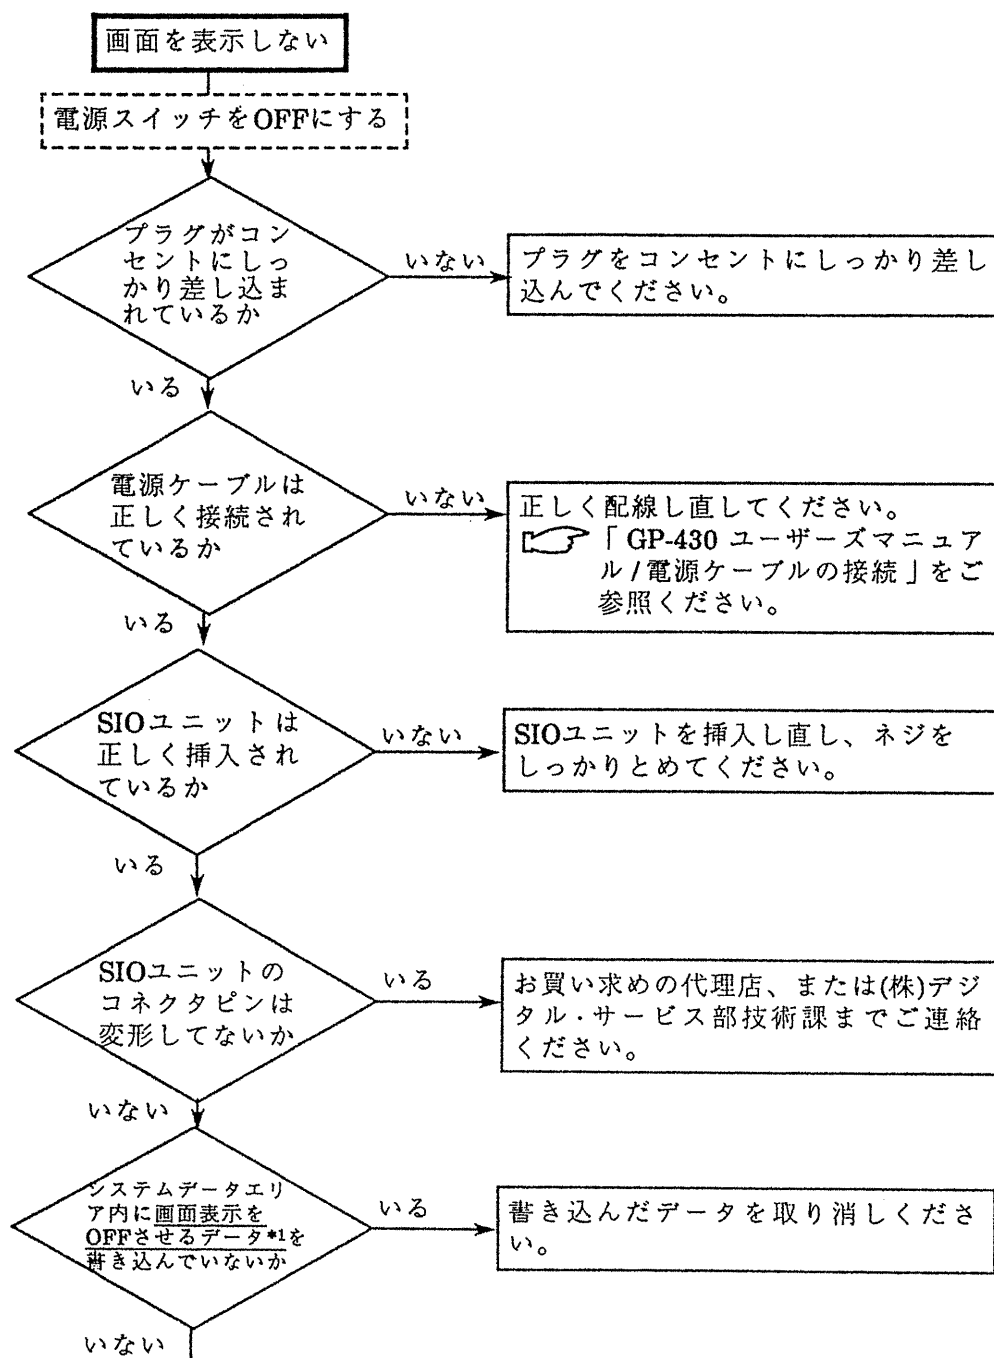 画面を表示しない
電源スイッチをOFFにする
プラグがコン
セントにしっ
かり差し込ま
れているか
いない
プラグをコンセントにしっかり差し
込んでください。
いる
電源ケーブルは
正しく接続され
ているか
いない
正しく配線し直してください。
「GP-430 ユーザーズマニュア
ル/電源ケーブルの接続」をご
参照ください。
いる
SIOユニットは
正しく挿入され
ているか
いない
SIOユニットを挿入し直し、ネジを
しっかりとめてください。
いる
SIOユニットの
コネクタピンは
変形してないか
いる
お買い求めの代理店、または(株)デジ
タル·サービス部技術課までご連絡
ください。
いない
システムデータエリ
ア内に画面表示を
OFFさせるデータ*1を
書き込んでいないか
いる
書き込んだデータを取り消しくださ
い。
いない